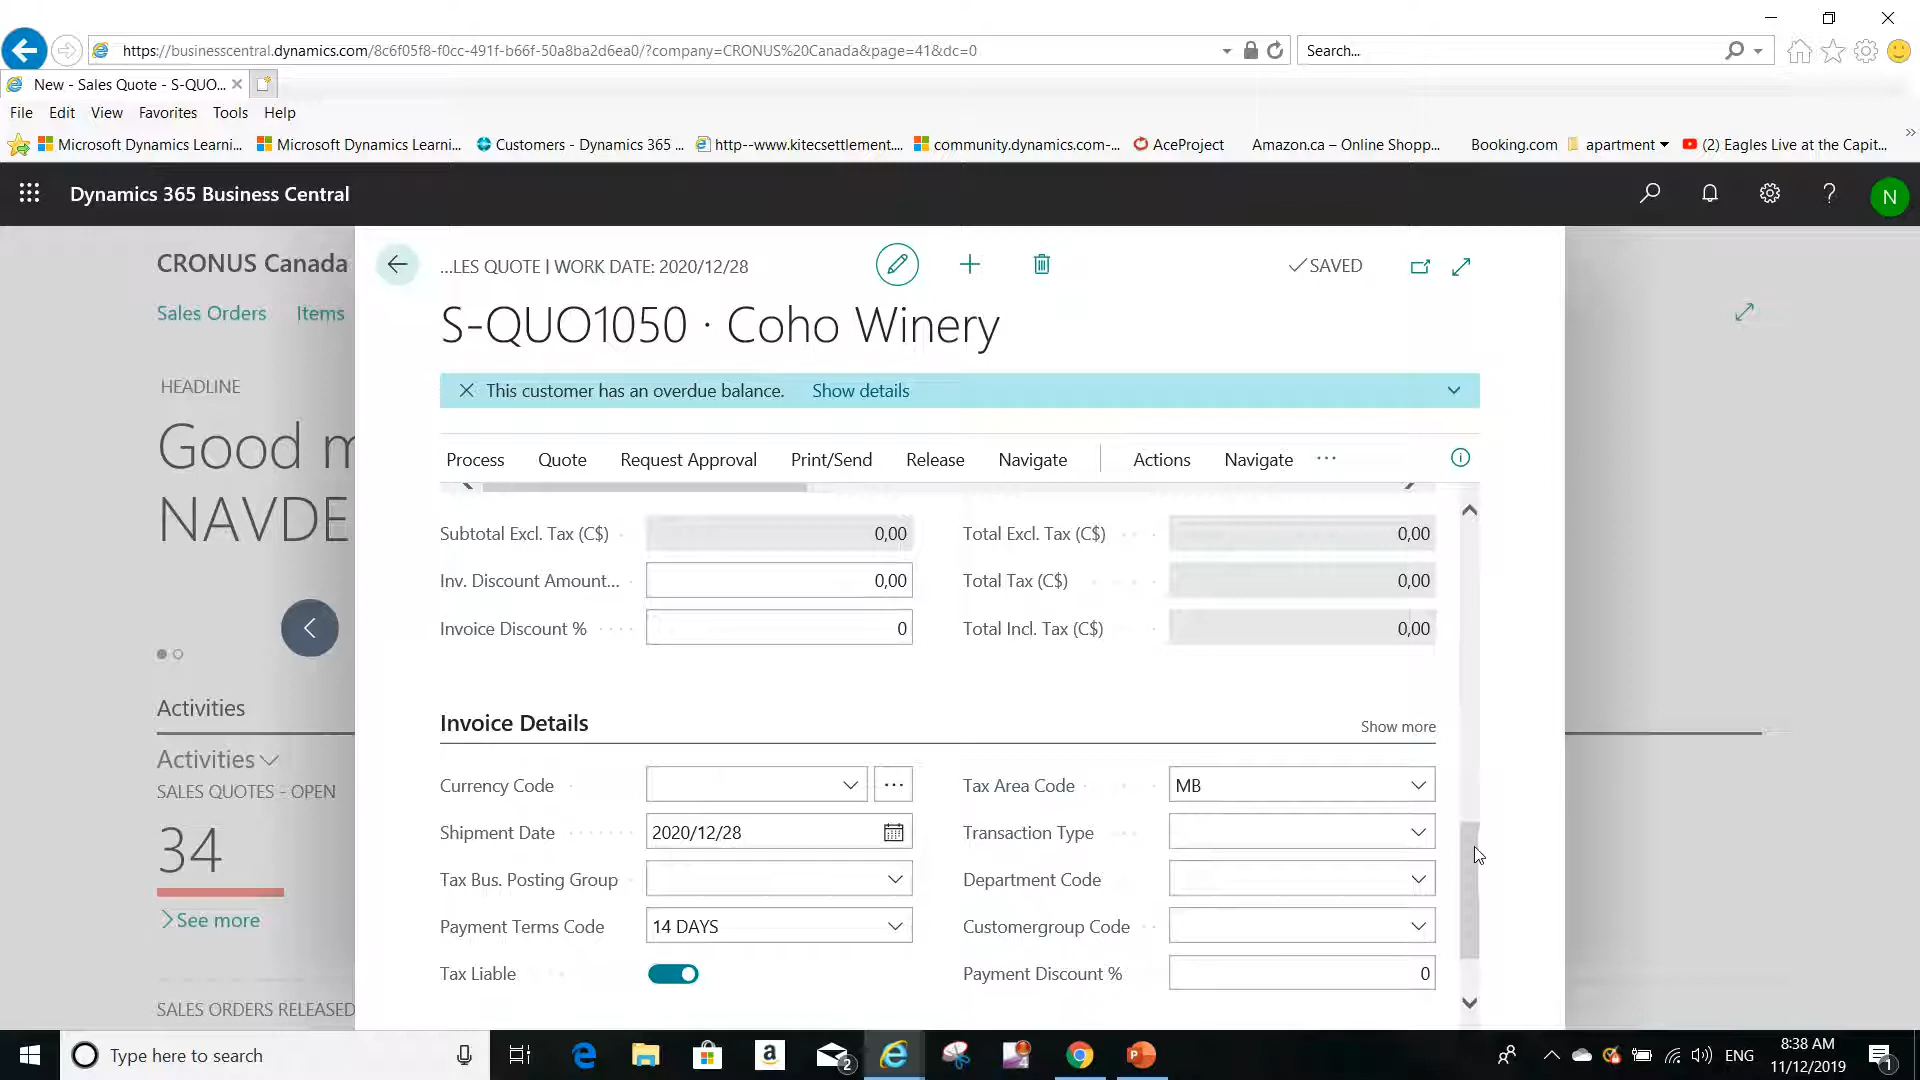 https://businesscentral.dynamics.com/8c6f05f8-f0cc-491f-b66f-50a8ba2d6ea0/?company=CRONUS%20Canada&page=41&dc=0
Search...
New - Sales Quote - S-QUO...
File Edit View Favorites Tools Help
Microsoft Dynamics Learni... Microsoft Dynamics Learni... Customers - Dynamics 365 ... http--www.kitecsettlement.... community.dynamics.com-... AceProject Amazon.ca – Online Shopp... Booking.com apartment (2) Eagles Live at the Capit...
Dynamics 365 Business Central
N
CRONUS Canada
Sales Orders Items
HEADLINE
Good m
NAVDE
Activities
Activities
SALES QUOTES - OPEN
34
See more
SALES ORDERS RELEASED
...LES QUOTE | WORK DATE: 2020/12/28
SAVED
S-QUO1050 · Coho Winery
This customer has an overdue balance. Show details
Process Quote Request Approval Print/Send Release Navigate Actions Navigate ...
Subtotal Excl. Tax (C$) 0,00 Total Excl. Tax (C$) 0,00
Inv. Discount Amount... 0,00 Total Tax (C$) 0,00
Invoice Discount % 0 Total Incl. Tax (C$) 0,00
Invoice Details Show more
Currency Code ... Tax Area Code MB
Shipment Date 2020/12/28 Transaction Type
Tax Bus. Posting Group Department Code
Payment Terms Code 14 DAYS Customergroup Code
Tax Liable Payment Discount % 0
Type here to search
2
4
ENG
8:38 AM
11/12/2019
1